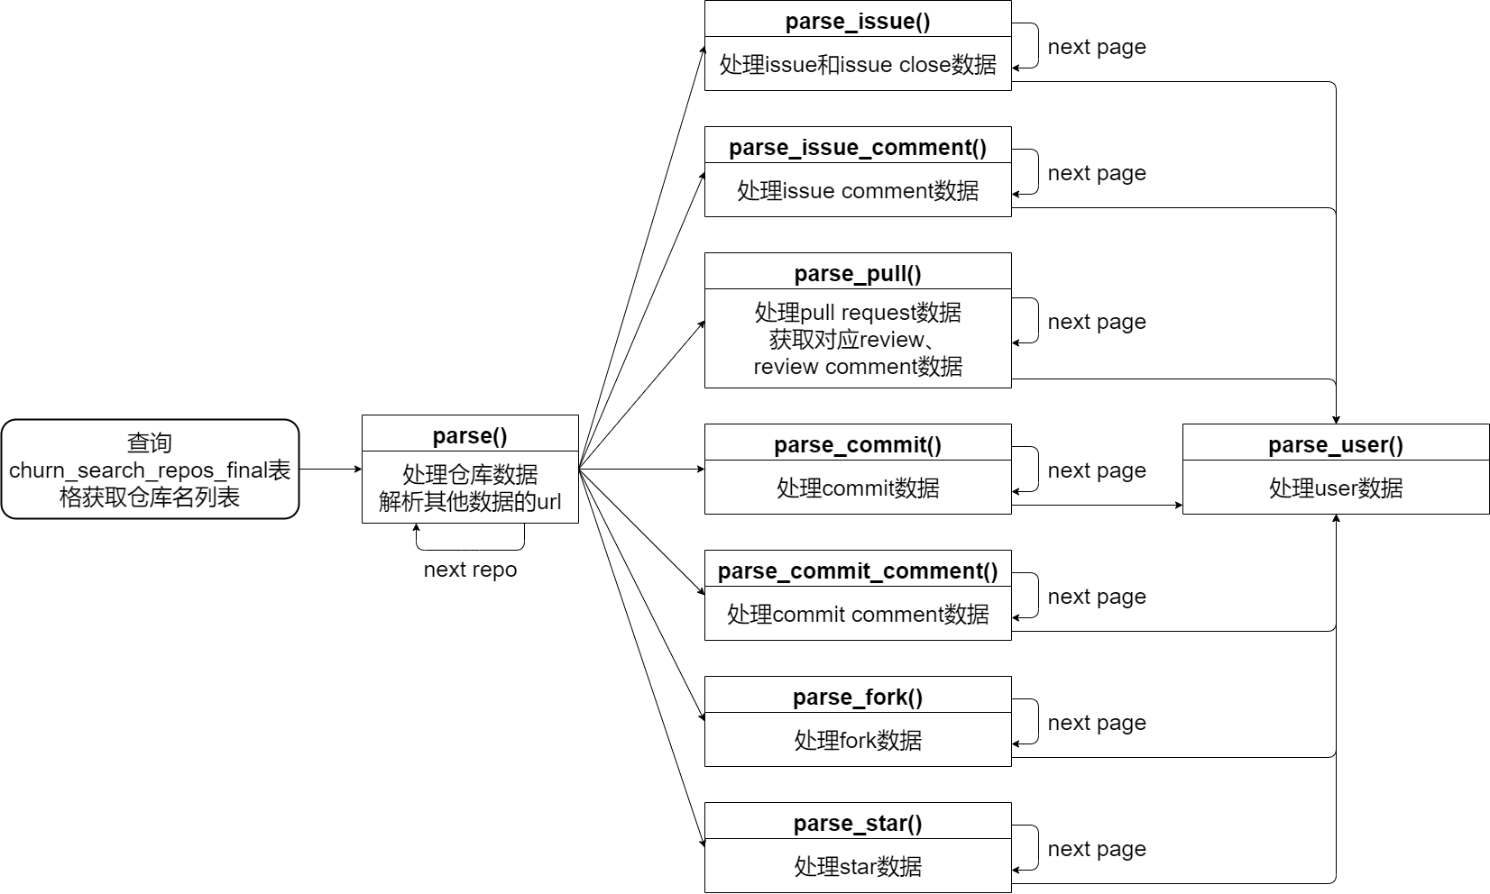 查询
churn_search_repos_final表
格获取仓库名列表
parse()
处理仓库数据
解析其他数据的url
next repo
parse_issue()
处理issue和issue close数据
next page
parse_issue_comment()
处理issue comment数据
next page
parse_pull()
处理pull request数据
获取对应review、
review comment数据
next page
parse_commit()
处理commit数据
next page
parse_commit_comment()
处理commit comment数据
next page
parse_fork()
处理fork数据
next page
parse_star()
处理star数据
next page
parse_user()
处理user数据